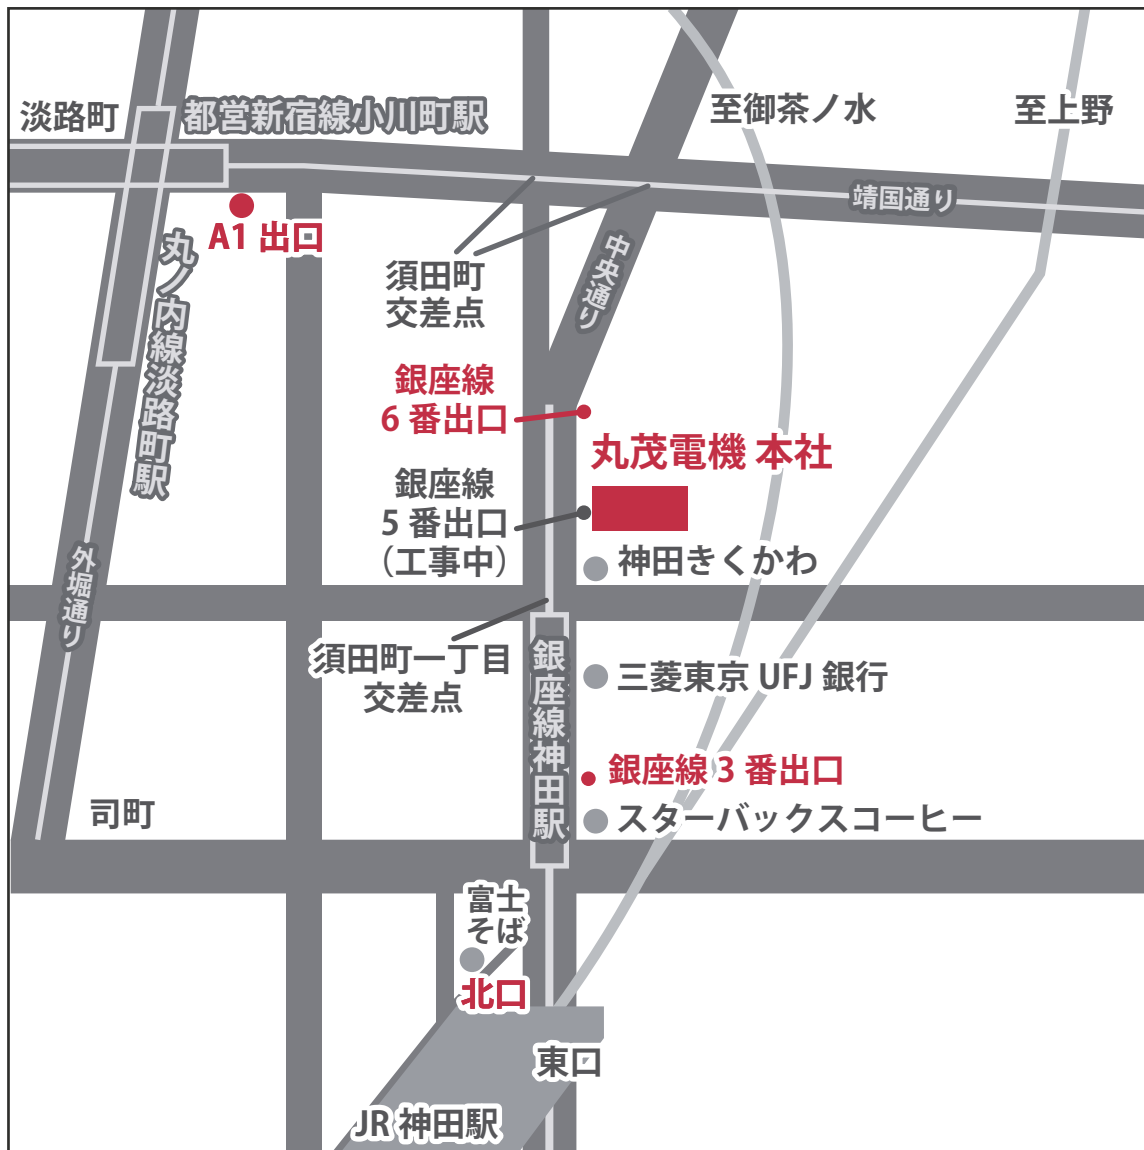 淡路町
都営新宿線小川町駅
至御茶ノ水
至上野
靖国通り
A1 出口
丸ノ内線淡路町駅
須田町
交差点
中央通り
銀座線
6 番出口
丸茂電機 本社
銀座線
5 番出口
（工事中）
神田きくかわ
外堀通り
須田町一丁目
交差点
銀座線神田駅
三菱東京 UFJ 銀行
銀座線 3 番出口
司町
スターバックスコーヒー
富士
そば
北口
東口
JR 神田駅